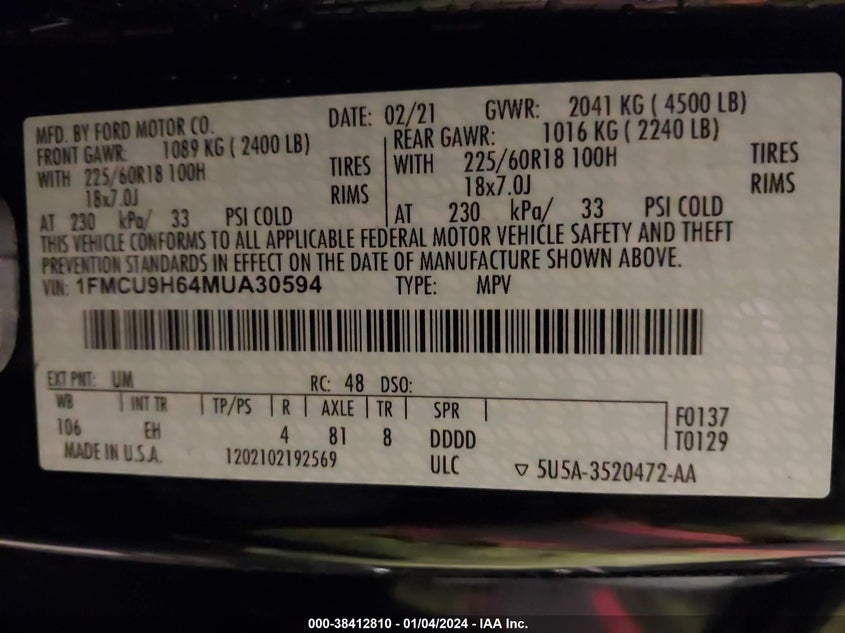 MFD. BY FORD MOTOR CO. DATE: 02/21 GVWR: 2041 KG ( 4500 LB)
FRONT GAWR: 1089 KG ( 2400 LB) REAR GAWR: 1016 KG ( 2240 LB)
WITH 225/60R18 100H TIRES WITH 225/60R18 100H TIRES
18x7.0J RIMS 18x7.0J RIMS
AT 230 kPa/ 33 PSI COLD AT 230 kPa/ 33 PSI COLD
THIS VEHICLE CONFORMS TO ALL APPLICABLE FEDERAL MOTOR VEHICLE SAFETY AND THEFT
PREVENTION STANDARDS IN EFFECT ON THE DATE OF MANUFACTURE SHOWN ABOVE.
VIN: 1FMCU9H64MUA30594 TYPE: MPV
EXT PNT: UM RC: 48 DSO:
WB INT TR TP/PS R AXLE TR SPR F0137
106 EH 4 81 8 DDDD T0129
MADE IN U.S.A. 1202102192569 ULC ▽ 5U5A-3520472-AA
000-38412810 - 01/04/2024 - IAA Inc.